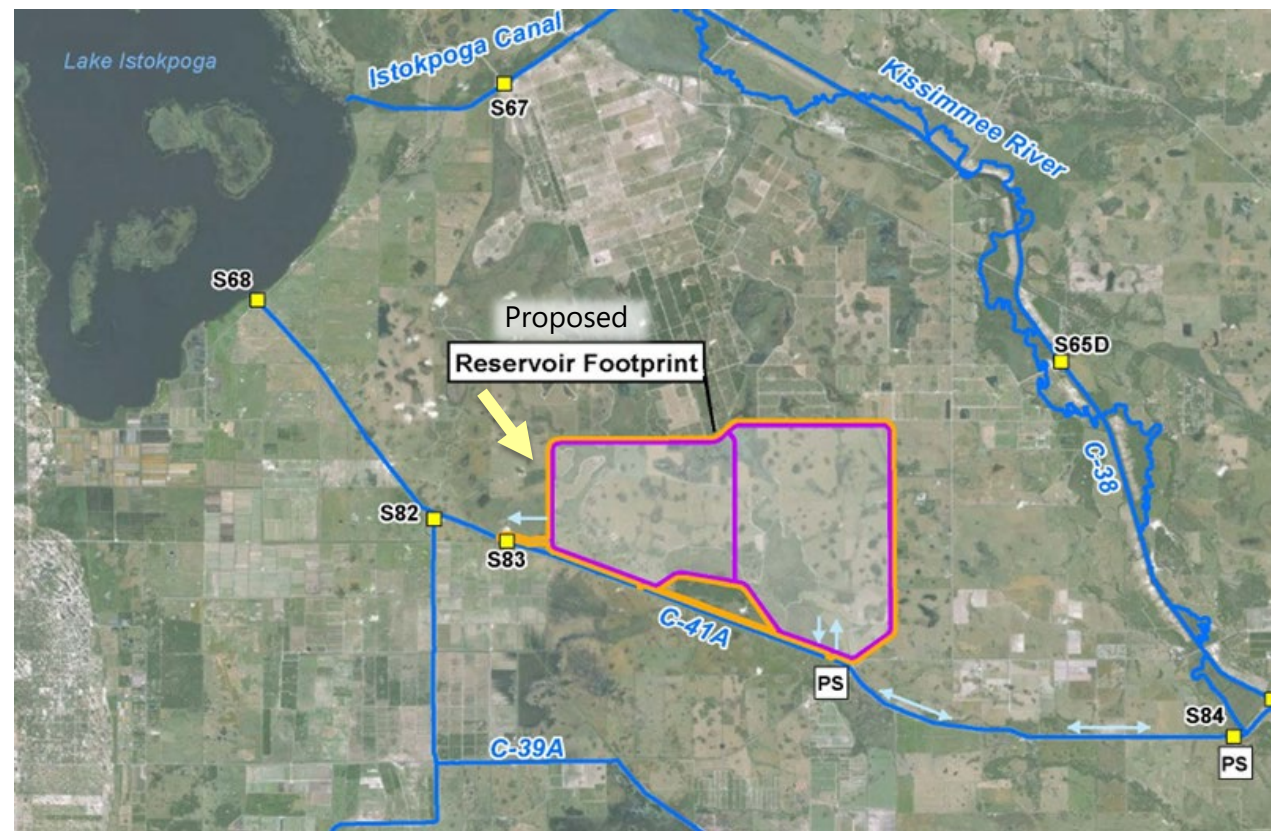 Lake Istokpoga
Istokpoga Canal
S67
Kissimmee River
S68
Proposed
Reservoir Footprint
S65D
C-38
S82
S83
C-41A
PS
S84
PS
C-39A